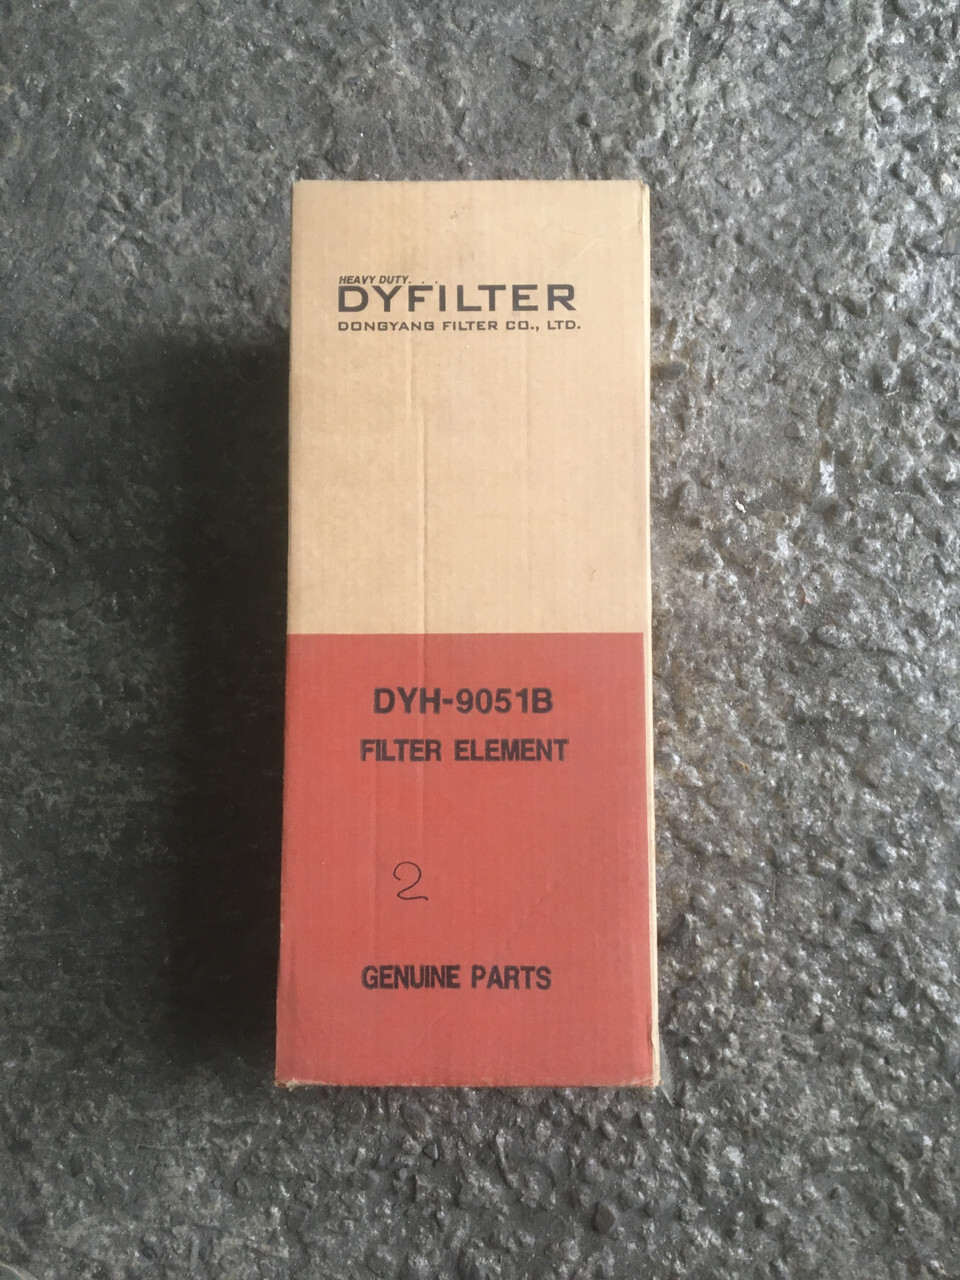 HEAVY DUTY. . .
DYFILTER
DONGYANG FILTER CO., LTD.
DYH-9051B
FILTER ELEMENT
2
GENUINE PARTS